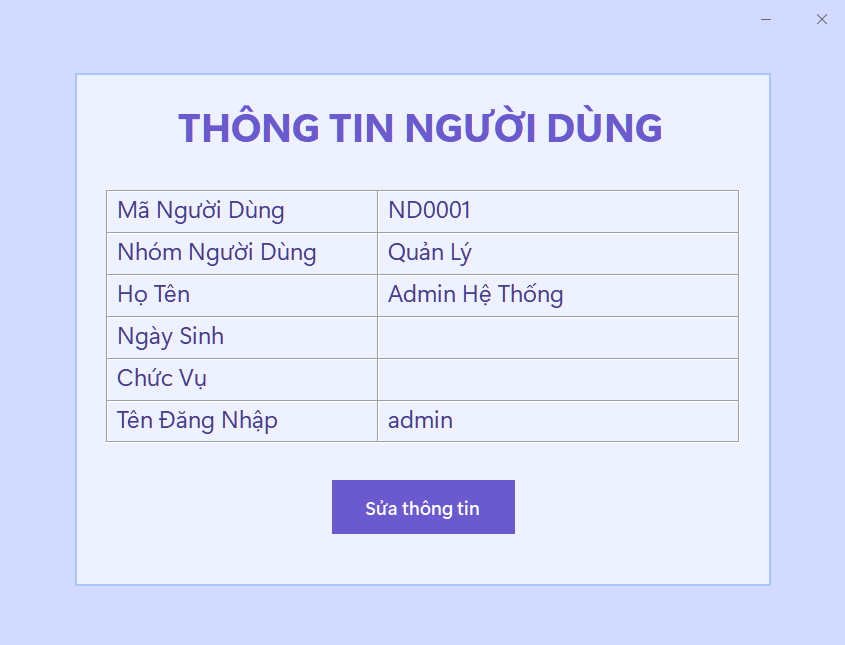 THÔNG TIN NGƯỜI DÙNG
Mã Người Dùng ND0001
Nhóm Người Dùng Quản Lý
Họ Tên Admin Hệ Thống
Ngày Sinh
Chức Vụ
Tên Đăng Nhập admin
Sửa thông tin